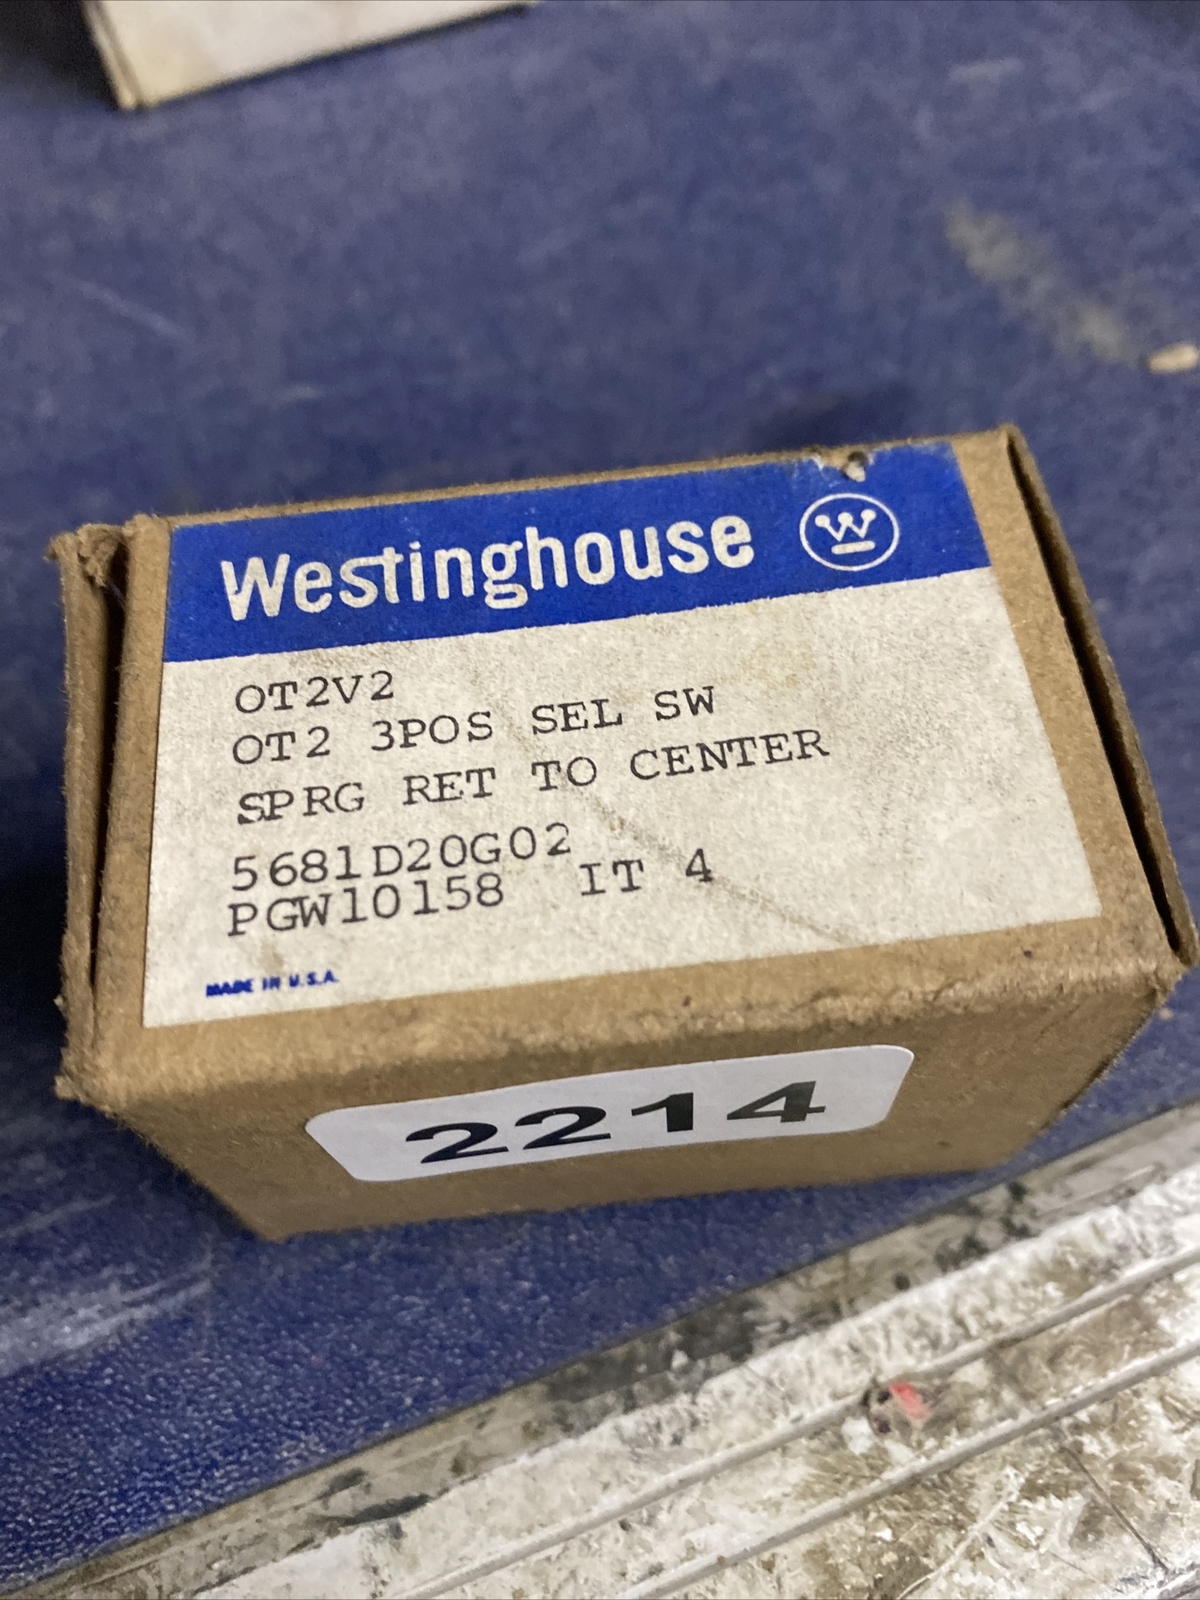 Westinghouse W
OT2V2
OT2 3POS SEL SW
SPRG RET TO CENTER
5681D20G02
PGW10158 IT 4
MADE IN U.S.A.
2214